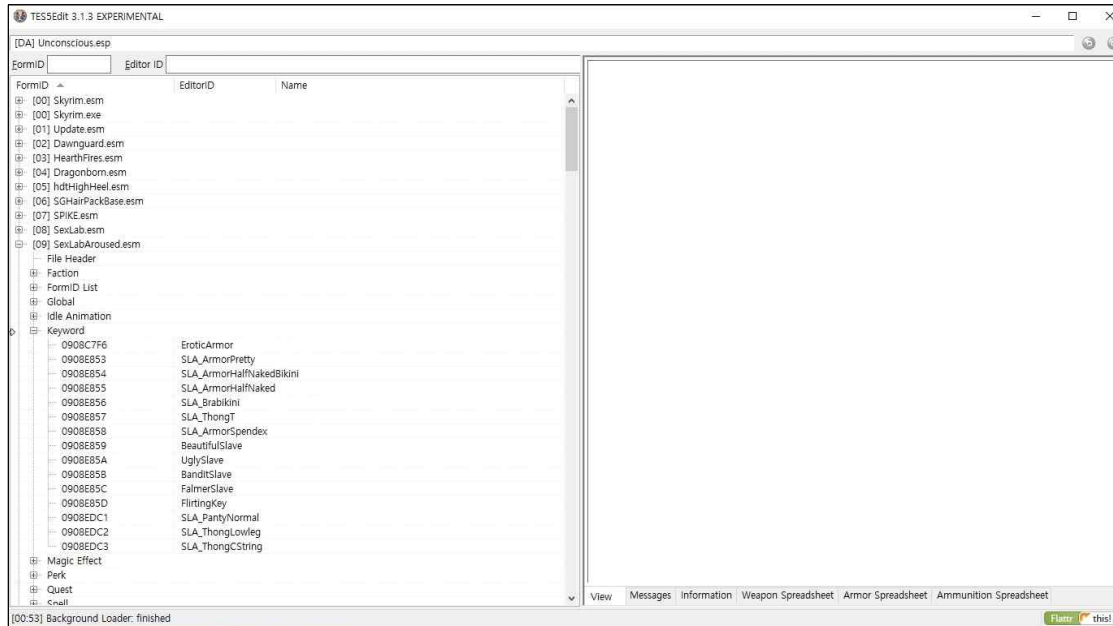 TES5Edit 3.1.3 EXPERIMENTAL
[DA] Unconscious.esp
FormID Editor ID
FormID EditorID Name
[00] Skyrim.esm
[00] Skyrim.exe
[01] Update.esm
[02] Dawnguard.esm
[03] HearthFires.esm
[04] Dragonborn.esm
[05] hdtHighHeel.esm
[06] SGHairPackBase.esm
[07] SPIKE.esm
[08] SexLab.esm
[09] SexLabAroused.esm
File Header
Faction
FormID List
Global
Idle Animation
Keyword
0908C7F6 EroticArmor
0908E853 SLA_ArmorPretty
0908E854 SLA_ArmorHalfNakedBikini
0908E855 SLA_ArmorHalfNaked
0908E856 SLA_Brabikini
0908E857 SLA_ThongT
0908E858 SLA_ArmorSpendex
0908E859 BeautifulSlave
0908E85A UglySlave
0908E85B BanditSlave
0908E85C FalmerSlave
0908E85D FlirtingKey
0908EDC1 SLA_PantyNormal
0908EDC2 SLA_ThongLowleg
0908EDC3 SLA_ThongCString
Magic Effect
Perk
Quest
Spell
View Messages Information Weapon Spreadsheet Armor Spreadsheet Ammunition Spreadsheet
[00:53] Background Loader: finished
Flattr this!